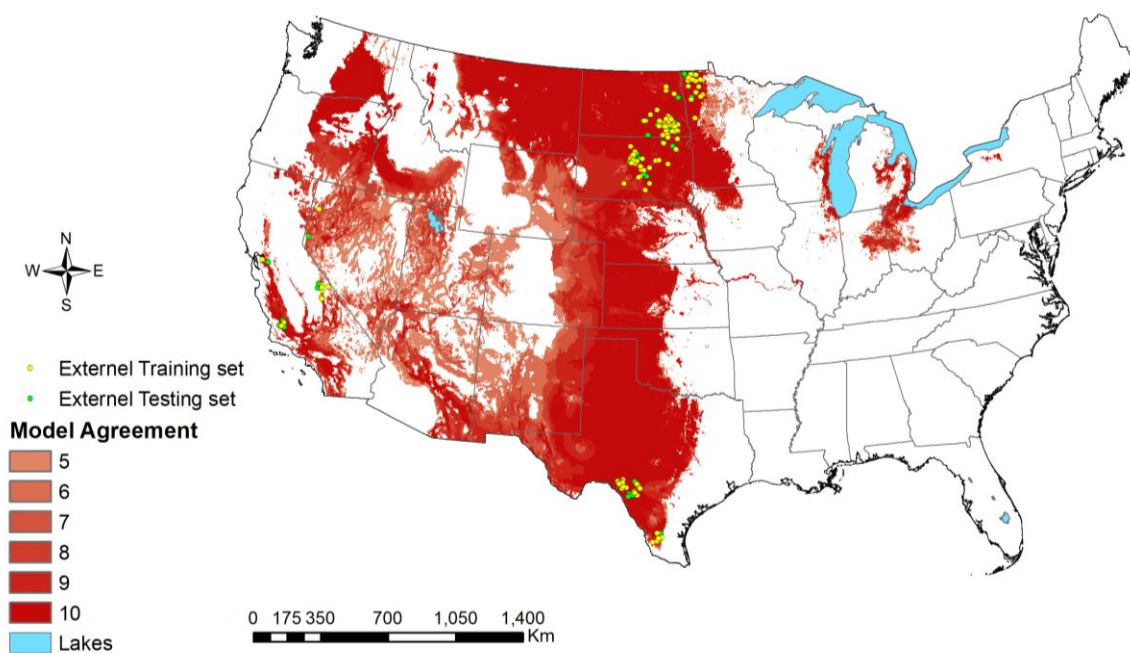 N
W E
S
Externel Training set
Externel Testing set
Model Agreement
5
6
7
8
9
10
Lakes
0 175 350 700 1,050 1,400
Km